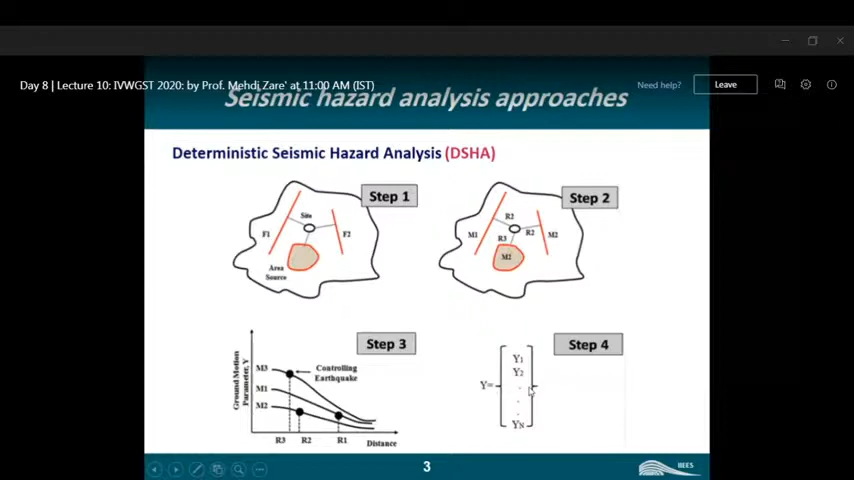 Day 8 | Lecture 10: IVWGST 2020: by Prof. Mehdi Zare' at 11:00 AM (IST)
Need help?
Leave
Seismic hazard analysis approaches
Deterministic Seismic Hazard Analysis (DSHA)
Step 1
Site
F1
F2
Area
Source
Step 2
R2
M1
R3
R2
M2
M2
Step 3
Ground Motion
Parameter, Y
M3
M1
M2
Controlling
Earthquake
R3
R2
R1
Distance
Step 4
Y=
Y1
Y2
.
.
.
YN
3
IIEES